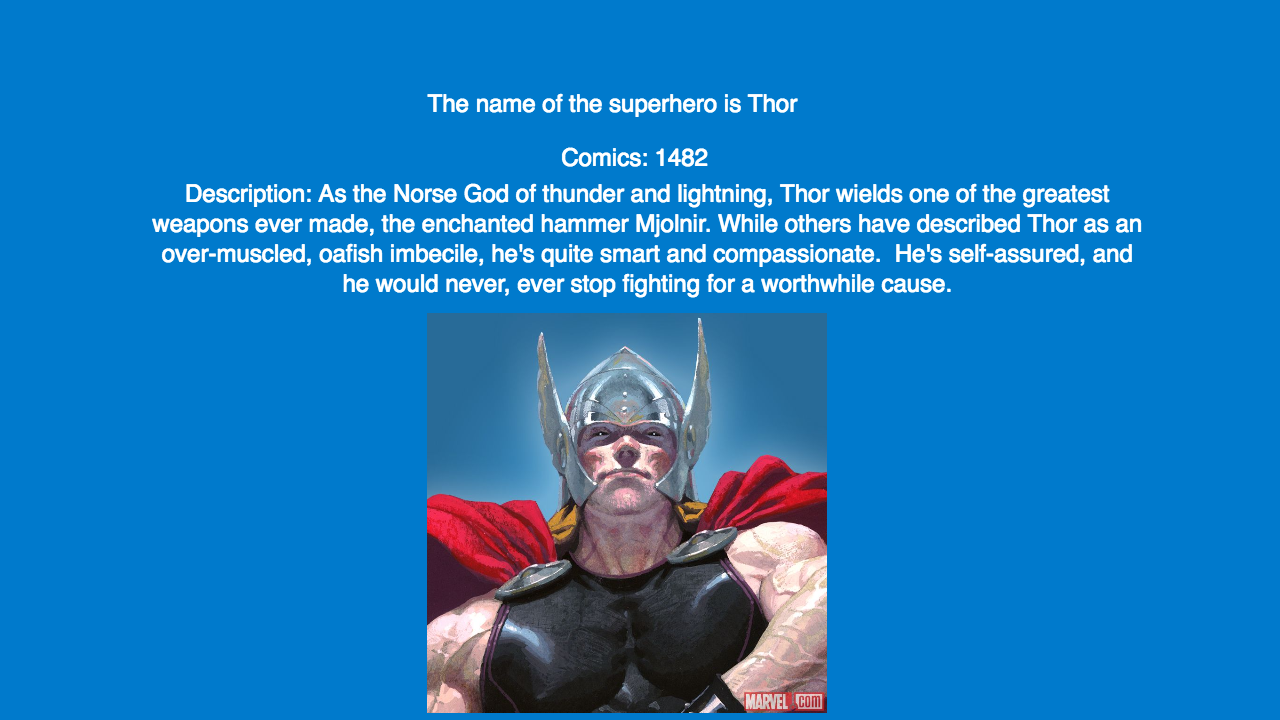 The name of the superhero is Thor
Comics: 1482
Description: As the Norse God of thunder and lightning, Thor wields one of the greatest
weapons ever made, the enchanted hammer Mjolnir. While others have described Thor as an
over-muscled, oafish imbecile, he's quite smart and compassionate.  He's self-assured, and
he would never, ever stop fighting for a worthwhile cause.
MARVEL.com